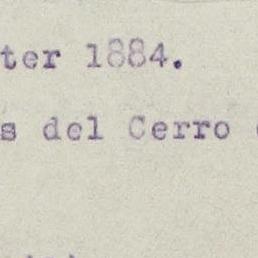 ter 1884.
s del Cerro